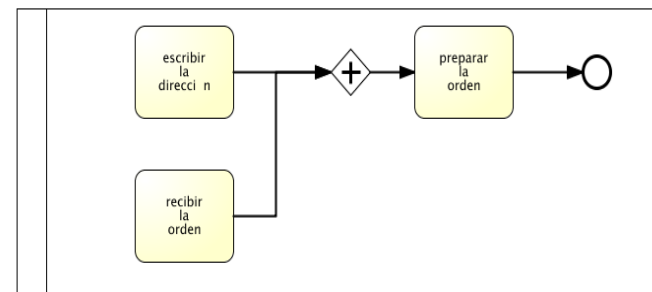 escribir
la
direcci n
preparar
la
orden
recibir
la
orden